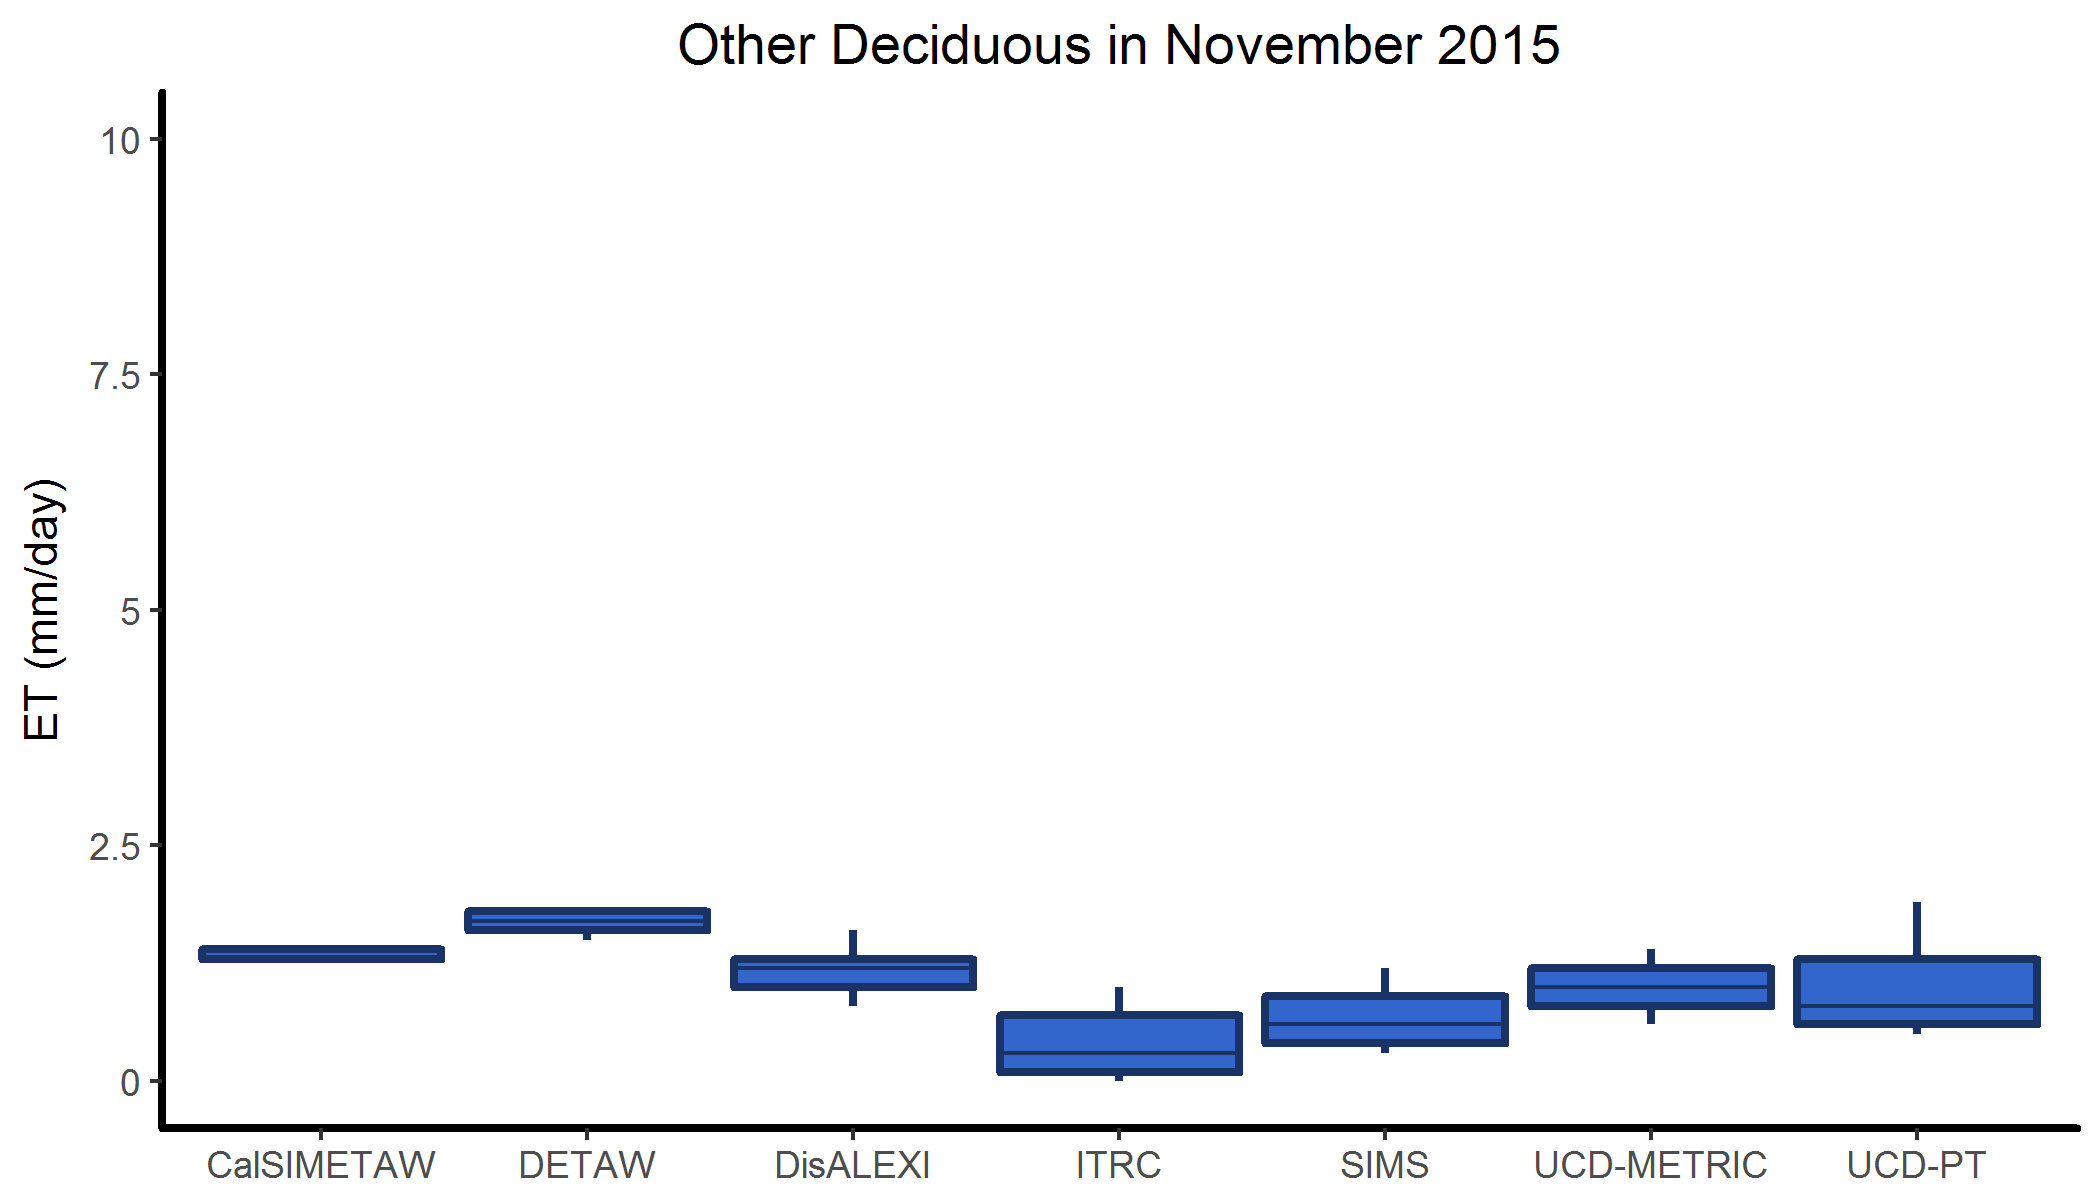 Other Deciduous in November 2015
ET (mm/day)
10
7.5
5
2.5
0
CalSIMETAW DETAW DisALEXI ITRC SIMS UCD-METRIC UCD-PT